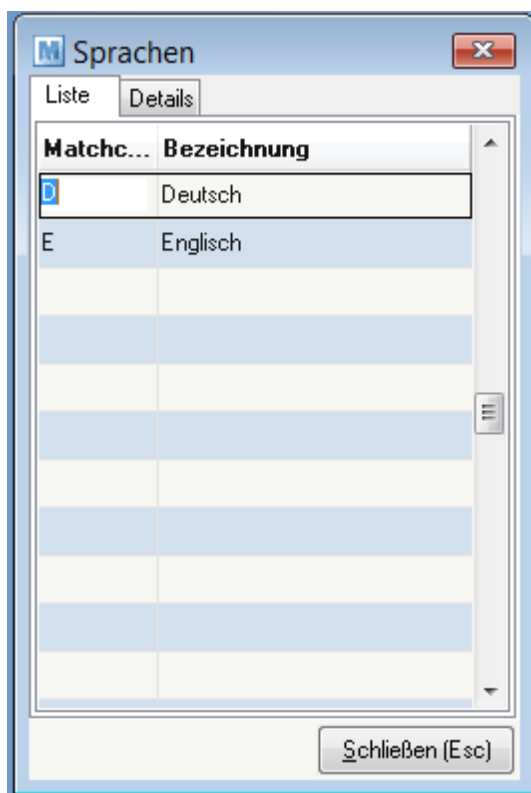 M Sprachen
Liste Details
Matchc... Bezeichnung
D Deutsch
E Englisch
Schließen (Esc)